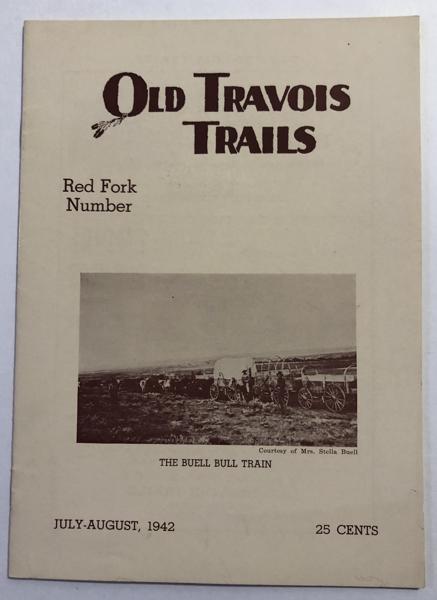 OLD TRAVOIS
TRAILS
Red Fork
Number
Courtesy of Mrs. Stella Buell
THE BUELL BULL TRAIN
JULY-AUGUST, 1942
25 CENTS